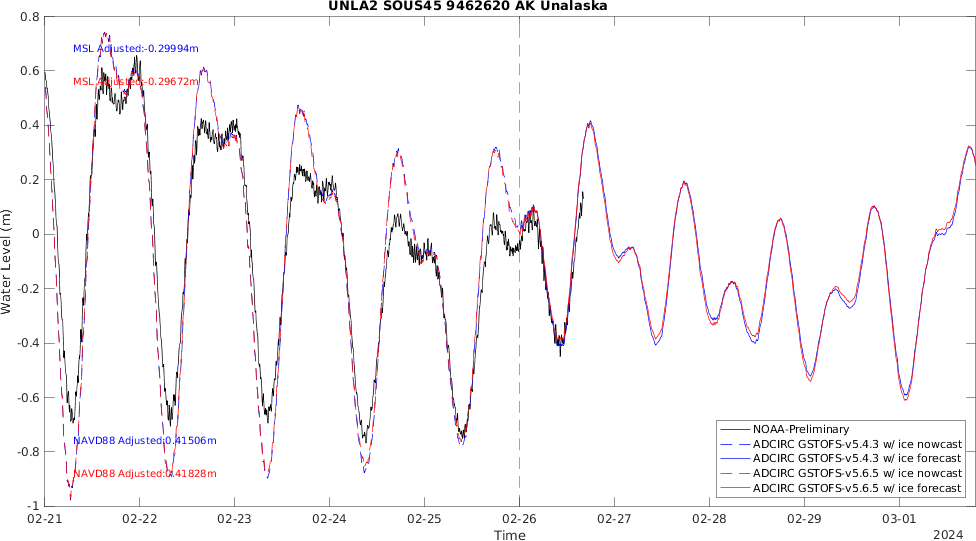 UNLA2 SOUS45 9462620 AK Unalaska
0.8
MSL Adjusted:-0.29994m
0.6
MSL Adjusted:-0.29672m
0.4
0.2
0
-0.2
-0.4
-0.6
-0.8
-1
Water Level (m)
NAVD88 Adjusted:0.41506m
NAVD88 Adjusted:0.41828m
NOAA-Preliminary
ADCIRC GSTOFS-v5.4.3 w/ ice nowcast
ADCIRC GSTOFS-v5.4.3 w/ ice forecast
ADCIRC GSTOFS-v5.6.5 w/ ice nowcast
ADCIRC GSTOFS-v5.6.5 w/ ice forecast
02-21 02-22 02-23 02-24 02-25 02-26 02-27 02-28 02-29 03-01
Time
2024